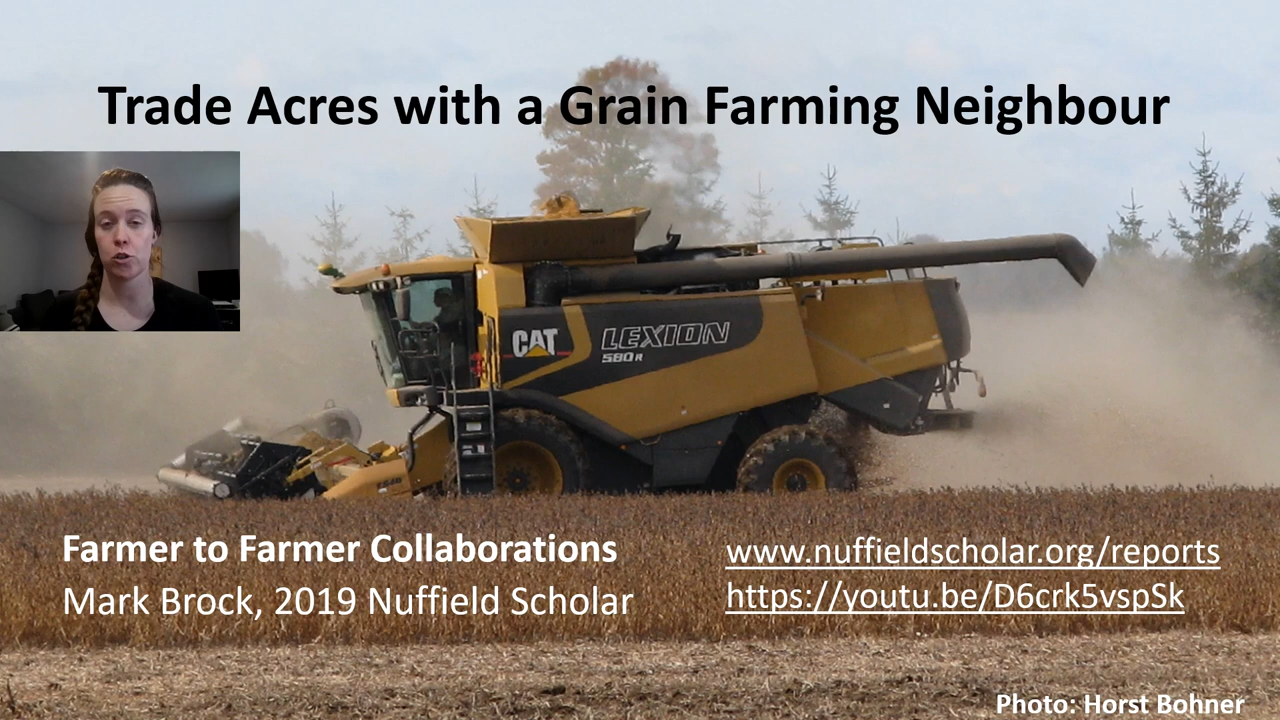 Trade Acres with a Grain Farming Neighbour
CAT
LEXION
580 R
Farmer to Farmer Collaborations
Mark Brock, 2019 Nuffield Scholar
www.nuffieldscholar.org/reports
https://youtu.be/D6crk5vspSk
Photo: Horst Bohner